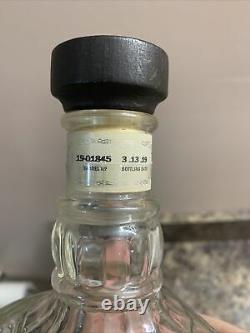 19-01845 3.13.19
BARREL Nº BOTTLING DATE